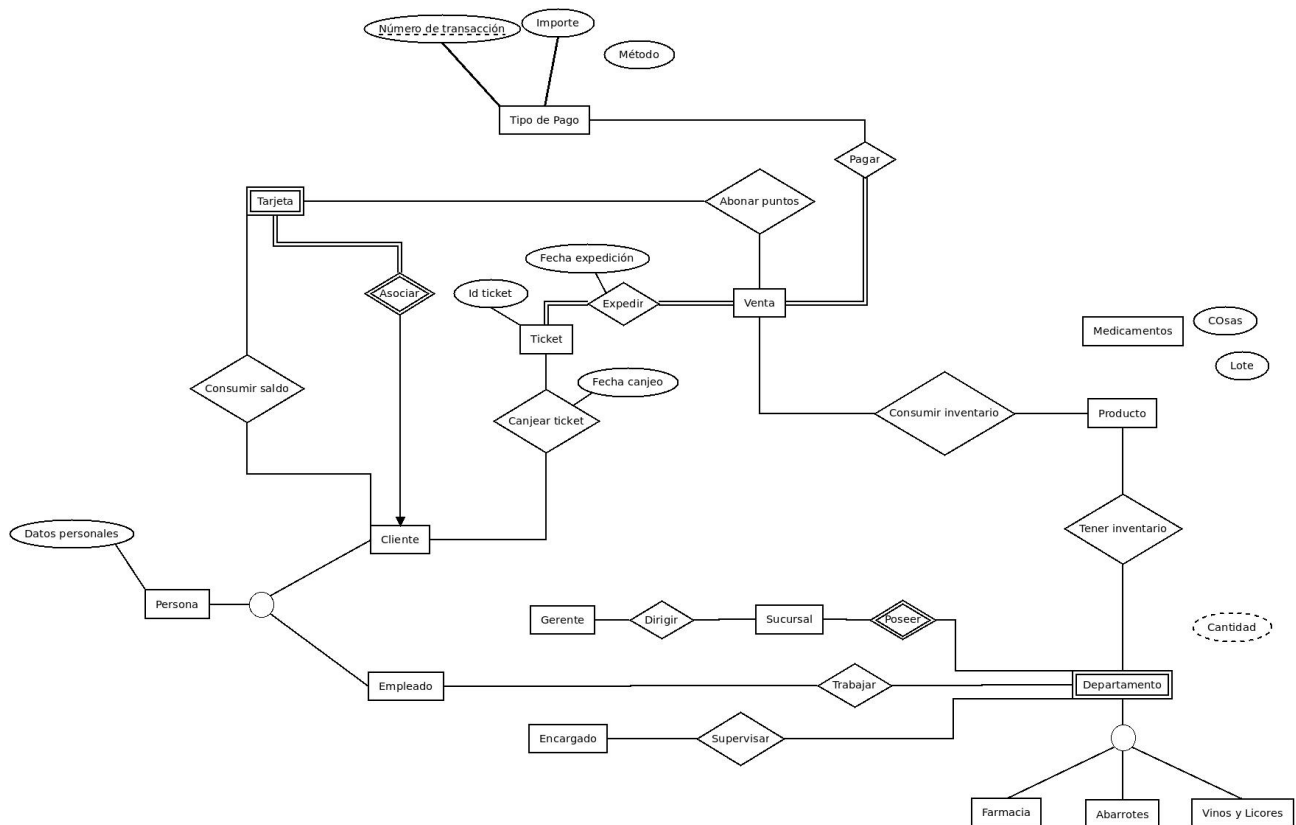 Número de transacción
Importe
Método
Tipo de Pago
Pagar
Tarjeta
Abonar puntos
Fecha expedición
Asociar
Id ticket
Expedir
Venta
Ticket
Medicamentos
COsas
Lote
Consumir saldo
Fecha canjeo
Canjear ticket
Consumir inventario
Producto
Datos personales
Cliente
Tener inventario
Persona
Gerente
Dirigir
Sucursal
Poseer
Cantidad
Empleado
Trabajar
Departamento
Encargado
Supervisar
Farmacia
Abarrotes
Vinos y Licores